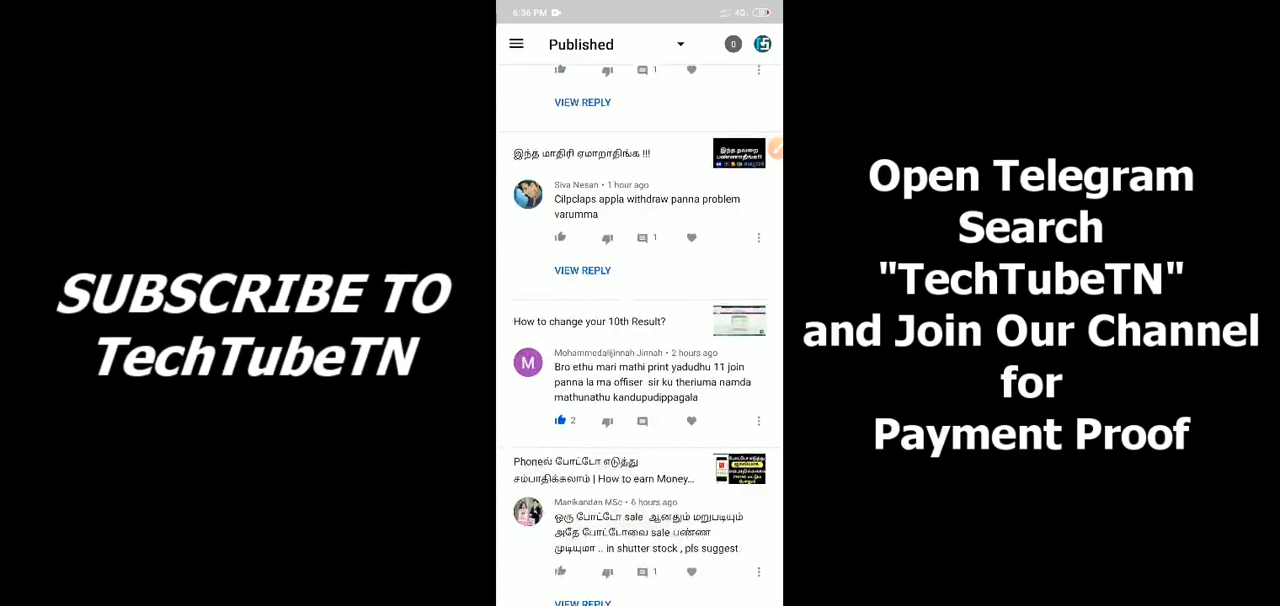 SUBSCRIBE TO
TechTubeTN
6:36 PM
4G
Published
0
1
VIEW REPLY
இந்த மாதிரி ஏமாறாதிங்க !!!
இந்த தவறை
Siva Nesan • 1 hour ago
Cilpclaps appla withdraw panna problem
varumma
1
VIEW REPLY
How to change your 10th Result?
M
Mohammedalijinnah Jinnah • 2 hours ago
Bro ethu mari mathi print yadudhu 11 join
panna la ma offiser sir ku theriuma namda
mathunathu kandupudippagala
2
Phoneல் போட்டோ எடுத்து
சம்பாதிக்கலாம் | How to earn Money...
Manikandan MSc • 6 hours ago
ஒரு போட்டோ sale ஆனதும் மறுபடியும்
அதே போட்டோவை sale பண்ண
முடியுமா .. in shutter stock , pls suggest
1
VIEW REPLY
Open Telegram
Search
"TechTubeTN"
and Join Our Channel
for
Payment Proof